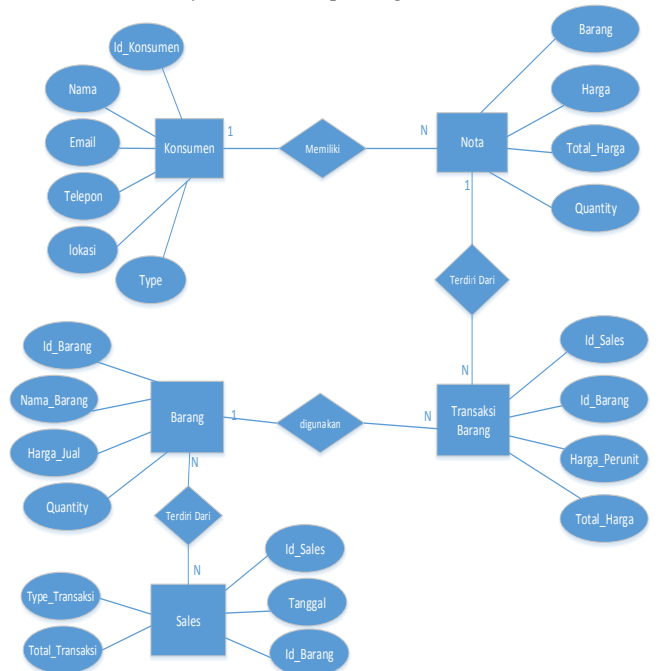 Id_Konsumen
Nama
Email
Telepon
lokasi
Type
Konsumen
1
Memiliki
N
Nota
Barang
Harga
Total_Harga
Quantity
1
Terdiri Dari
N
Id_Barang
Nama_Barang
Harga_Jual
Quantity
Barang
1
digunakan
N
Transaksi
Barang
Id_Sales
Id_Barang
Harga_Perunit
Total_Harga
N
Terdiri Dari
N
Type_Transaksi
Total_Transaksi
Sales
Id_Sales
Tanggal
Id_Barang